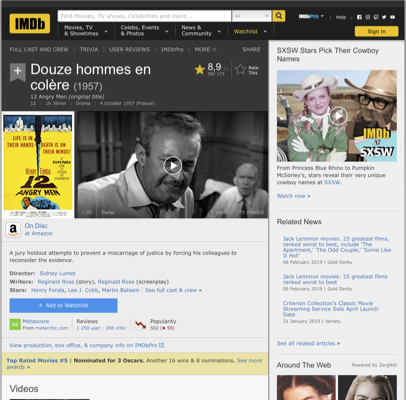 IMDb
Find Movies, TV shows, Celebrities and more...
All
IMDbPro
Help
Movies, TV
& Showtimes
Celebs, Events
& Photos
News &
Community
Watchlist
Sign in
FULL CAST AND CREW | TRIVIA | USER REVIEWS | IMDbPro | MORE
SHARE
Douze hommes en
colère (1957)
12 Angry Men (original title)
12 | 1h 36min | Drama | 4 October 1957 (France)
8,9
Rate
This
LIFE IS IN
THEIR HANDS
DEATH IS ON
THEIR MINDS!
HENRY FONDA
12
ANGRY MEN
1:35 | Trailer
On Disc
at Amazon
A jury holdout attempts to prevent a miscarriage of justice by forcing his colleagues to
reconsider the evidence.
Director: Sidney Lumet
Writers: Reginald Rose (story), Reginald Rose (screenplay)
Stars: Henry Fonda, Lee J. Cobb, Martin Balsam | See full cast & crew »
+ Add to Watchlist
Metascore
From metacritic.com
Reviews
1 250 user | 208 critic
Popularity
582
View production, box office, & company info on IMDbPro
Top Rated Movies #5 | Nominated for 3 Oscars. Another 16 wins & 8 nominations. See more
awards »
Videos
SXSW Stars Pick Their Cowboy
Names
IMDb
AT
SXSW
From Princess Blue Rhino to Pumpkin
McSorley's, stars reveal their very unique
cowboy names at SXSW.
Watch now »
Related News
Jack Lemmon movies: 25 greatest films,
ranked worst to best, include 'The
Apartment,' 'The Odd Couple,' 'Some Like
It Hot'
08 February 2019 | Gold Derby
Jack Lemmon movies: 25 greatest films,
ranked worst to best
08 February 2019 | Gold Derby
Criterion Collection's Classic Movie
Streaming Service Sets April Launch
Date
31 January 2019 | Variety
See all related articles »
Around The Web
Powered by ZergNet